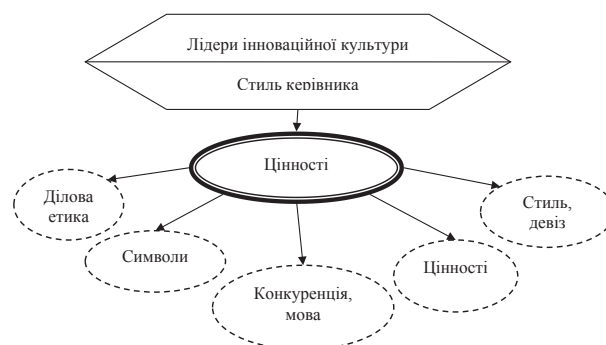 Лідери інноваційної культури
Стиль керівника
Цінності
Ділова
етика
Символи
Конкуренція,
мова
Цінності
Стиль,
девіз